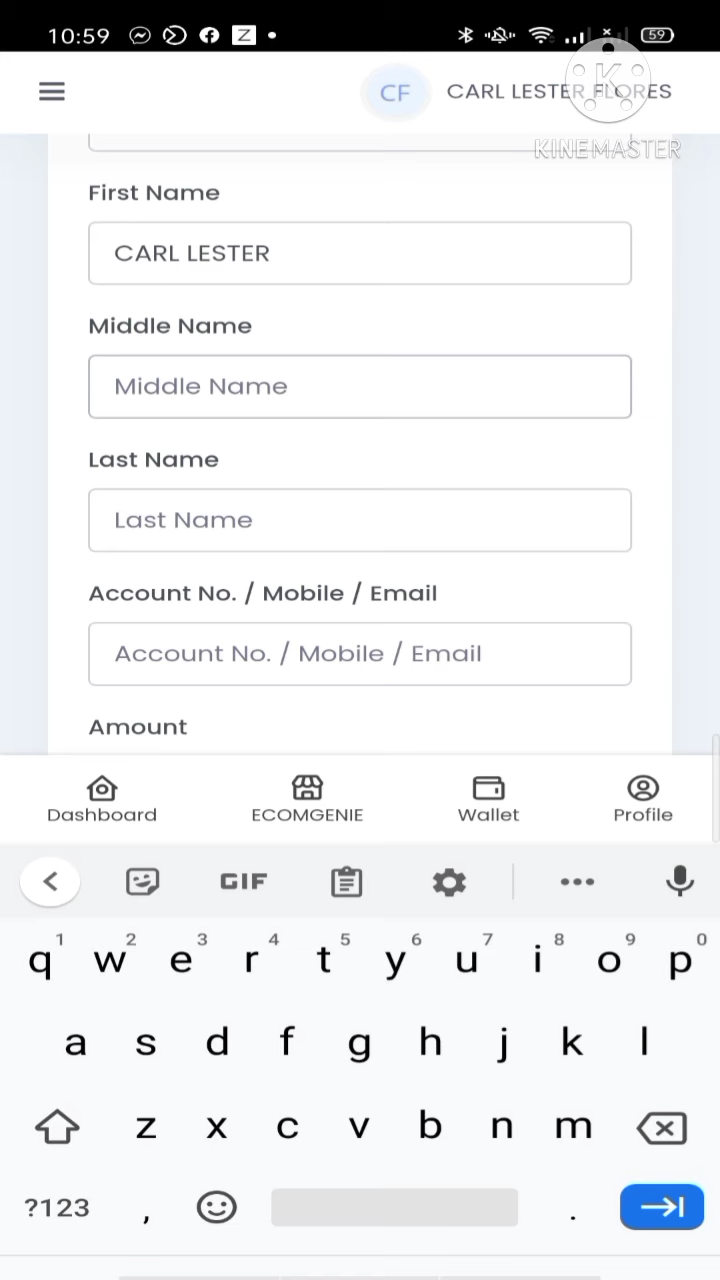 10:59 Z 59
CF CARL LESTER FLORES
K
KINEMASTER
First Name
CARL LESTER
Middle Name
Middle Name
Last Name
Last Name
Account No. / Mobile / Email
Account No. / Mobile / Email
Amount
Dashboard ECOMGENIE Wallet Profile
GIF
1 2 3 4 5 6 7 8 9 0
q w e r t y u i o p
a s d f g h j k l
z x c v b n m
?123 , .